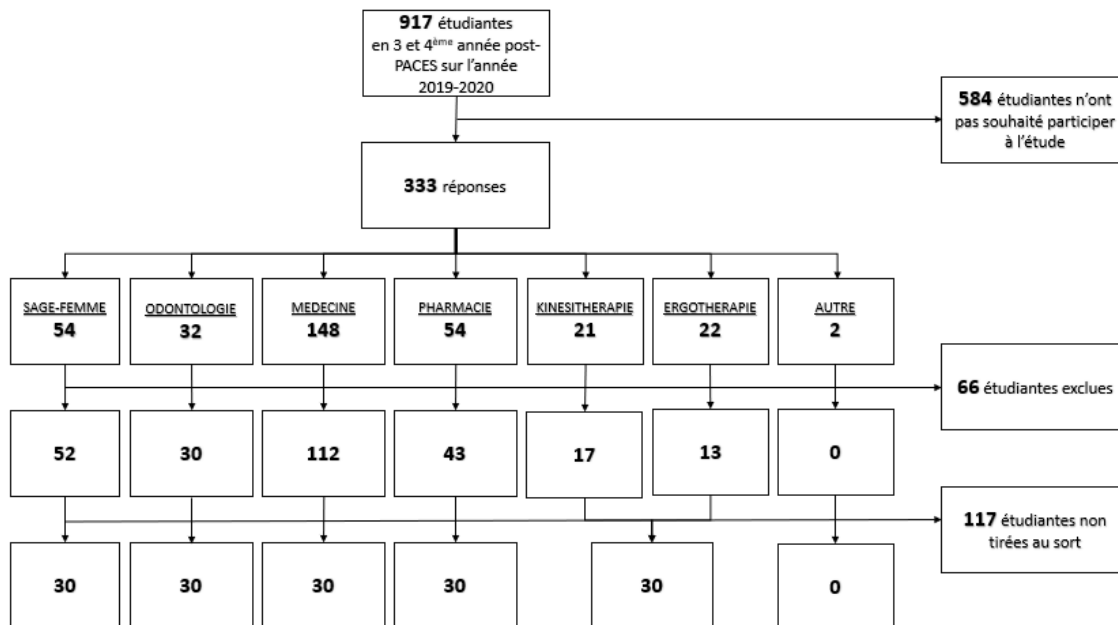 917 étudiantes
en 3 et 4ème année post-
PACES sur l'année
2019-2020
584 étudiantes n'ont
pas souhaité participer
à l'étude
333 réponses
SAGE-FEMME
54
ODONTOLOGIE
32
MEDECINE
148
PHARMACIE
54
KINESITHERAPIE
21
ERGOTHERAPIE
22
AUTRE
2
66 étudiantes exclues
52
30
112
43
17
13
0
117 étudiantes non
tirées au sort
30
30
30
30
30
0